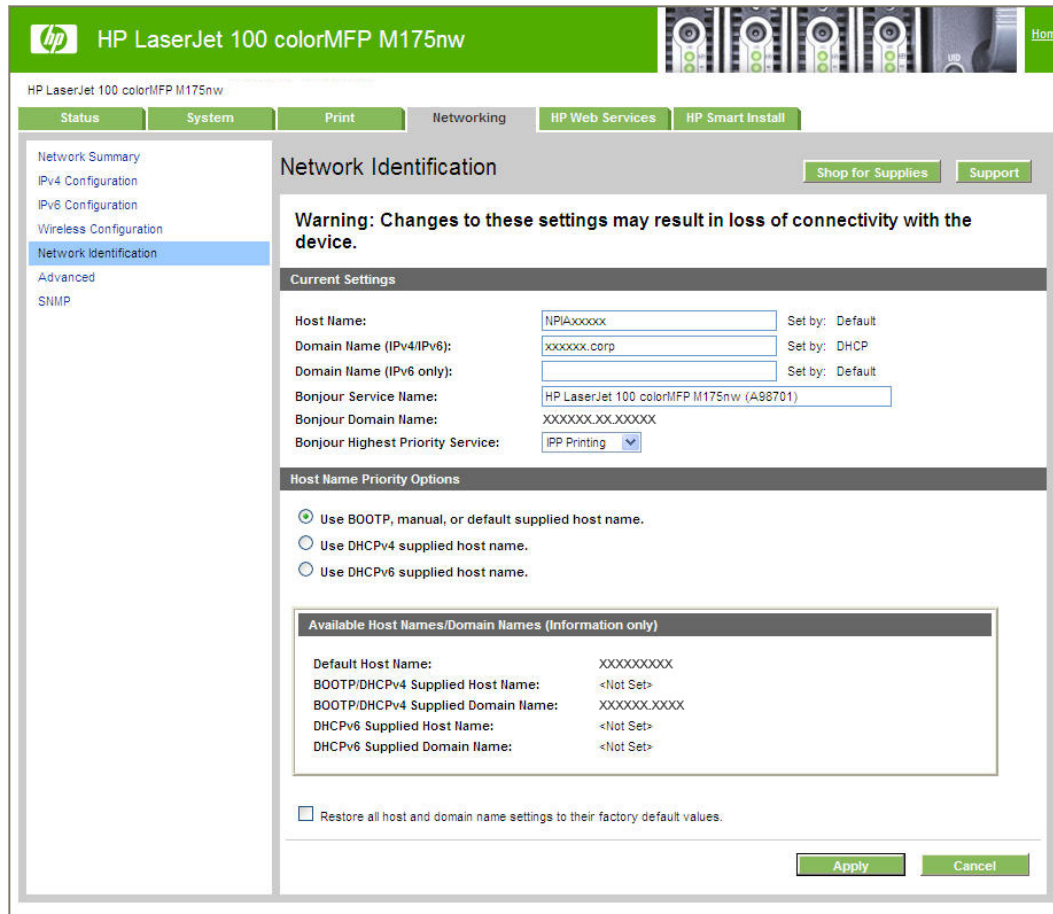 hp HP LaserJet 100 colorMFP M175nw
UID
HP LaserJet 100 colorMFP M175nw
Status System Print Networking HP Web Services HP Smart Install
Network Summary
IPv4 Configuration
IPv6 Configuration
Wireless Configuration
Network Identification
Advanced
SNMP
Network Identification
Shop for Supplies Support
Warning: Changes to these settings may result in loss of connectivity with the
device.
Current Settings
Host Name: NPIAxxxxx Set by: Default
Domain Name (IPv4/IPv6): xxxxxx.corp Set by: DHCP
Domain Name (IPv6 only): Set by: Default
Bonjour Service Name: HP LaserJet 100 colorMFP M175nw (A98701)
Bonjour Domain Name: XXXXXX.XX.XXXXX
Bonjour Highest Priority Service: IPP Printing
Host Name Priority Options
Use BOOTP, manual, or default supplied host name.
Use DHCPv4 supplied host name.
Use DHCPv6 supplied host name.
Available Host Names/Domain Names (Information only)
Default Host Name: XXXXXXXXX
BOOTP/DHCPv4 Supplied Host Name: <Not Set>
BOOTP/DHCPv4 Supplied Domain Name: XXXXXX.XXXX
DHCPv6 Supplied Host Name: <Not Set>
DHCPv6 Supplied Domain Name: <Not Set>
Restore all host and domain name settings to their factory default values.
Apply Cancel